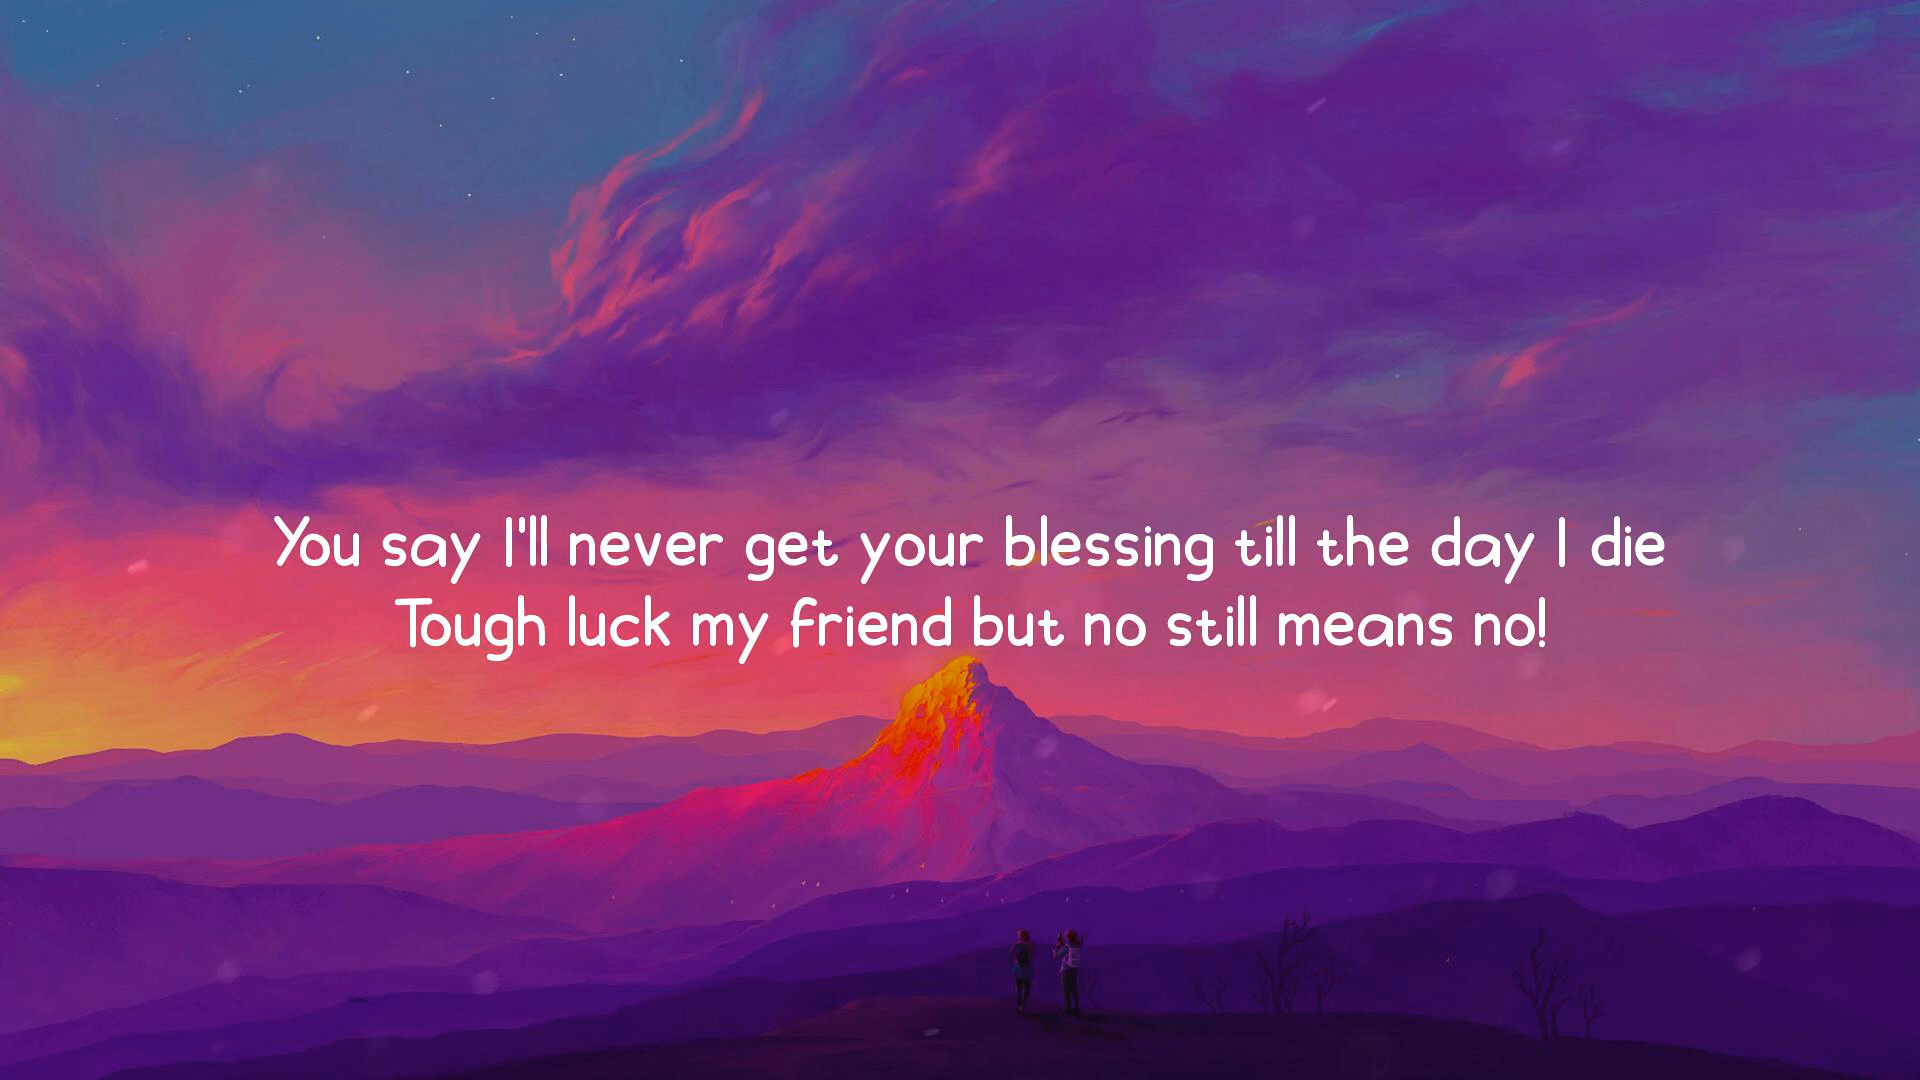 You say I'll never get your blessing till the day I die
Tough luck my friend but no still means no!